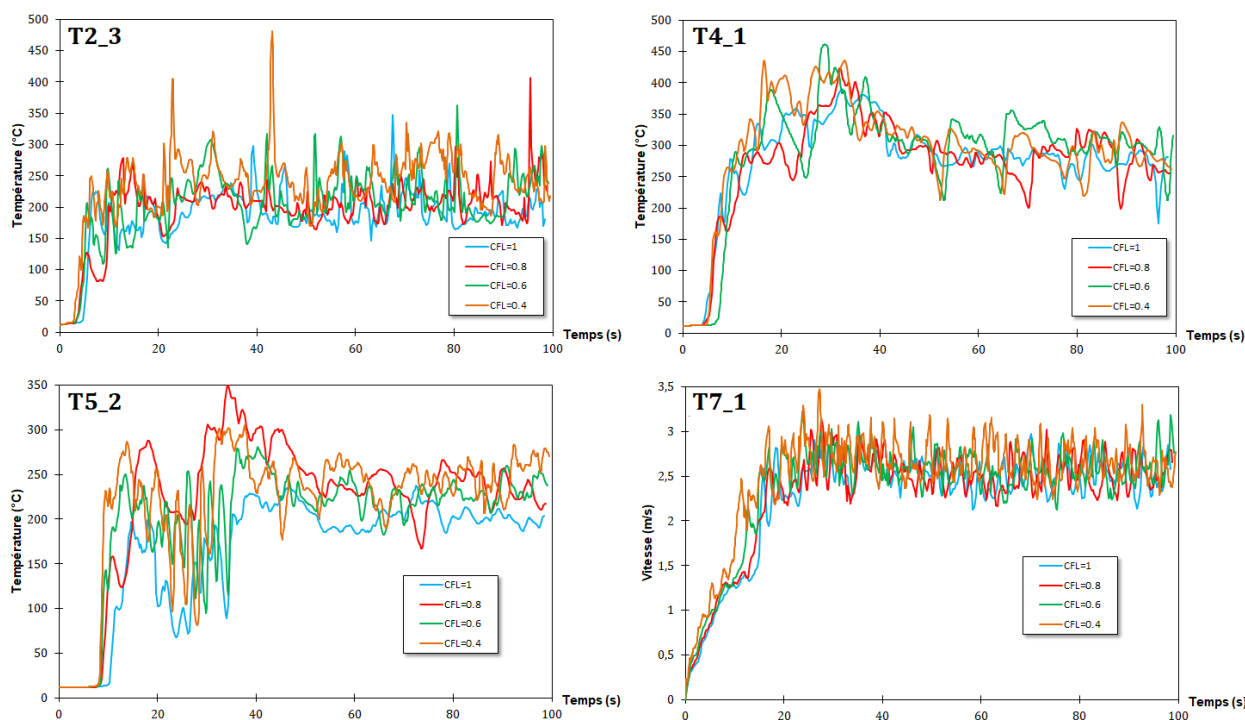 T2_3
Température (°C)
500
450
400
350
300
250
200
150
100
50
0
0 20 40 60 80 100
Temps (s)
CFL=1
CFL=0.8
CFL=0.6
CFL=0.4
T4_1
Température (°C)
500
450
400
350
300
250
200
150
100
50
0
0 20 40 60 80 100
Temps (s)
CFL=1
CFL=0.8
CFL=0.6
CFL=0.4
T5_2
Température (°C)
350
300
250
200
150
100
50
0
0 20 40 60 80 100
Temps (s)
CFL=1
CFL=0.8
CFL=0.6
CFL=0.4
T7_1
Vitesse (m/s)
3,5
3
2,5
2
1,5
1
0,5
0
0 20 40 60 80 100
Temps (s)
CFL=1
CFL=0.8
CFL=0.6
CFL=0.4